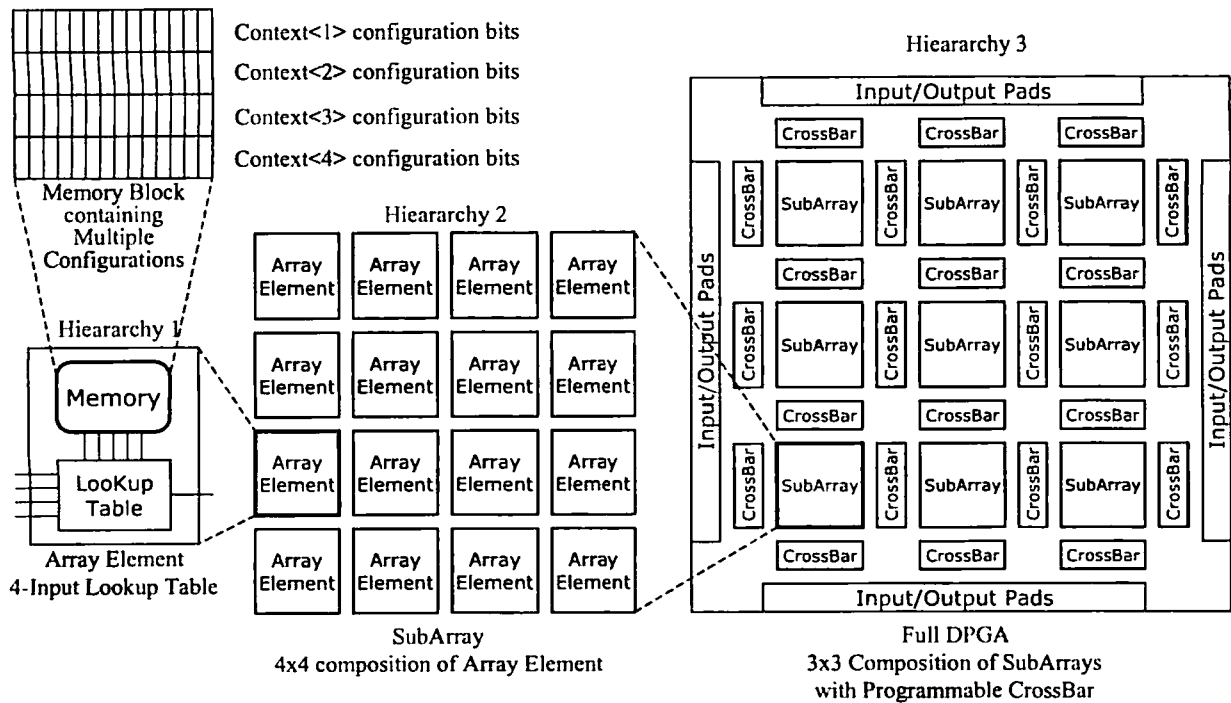 Context<1> configuration bits
Context<2> configuration bits
Context<3> configuration bits
Context<4> configuration bits
Memory Block
containing
Multiple
Configurations
Hieararchy 1
Memory
LooKup
Table
Array Element
4-Input Lookup Table
Hieararchy 2
Array Element Array Element Array Element Array Element
Array Element Array Element Array Element Array Element
Array Element Array Element Array Element Array Element
Array Element Array Element Array Element Array Element
SubArray
4x4 composition of Array Element
Hieararchy 3
Input/Output Pads
CrossBar CrossBar CrossBar
Input/Output Pads
CrossBar SubArray CrossBar SubArray CrossBar SubArray CrossBar
CrossBar CrossBar CrossBar
CrossBar SubArray CrossBar SubArray CrossBar SubArray CrossBar
CrossBar CrossBar CrossBar
CrossBar SubArray CrossBar SubArray CrossBar SubArray CrossBar
CrossBar CrossBar CrossBar
Input/Output Pads
Input/Output Pads
Full DPGA
3x3 Composition of SubArrays
with Programmable CrossBar